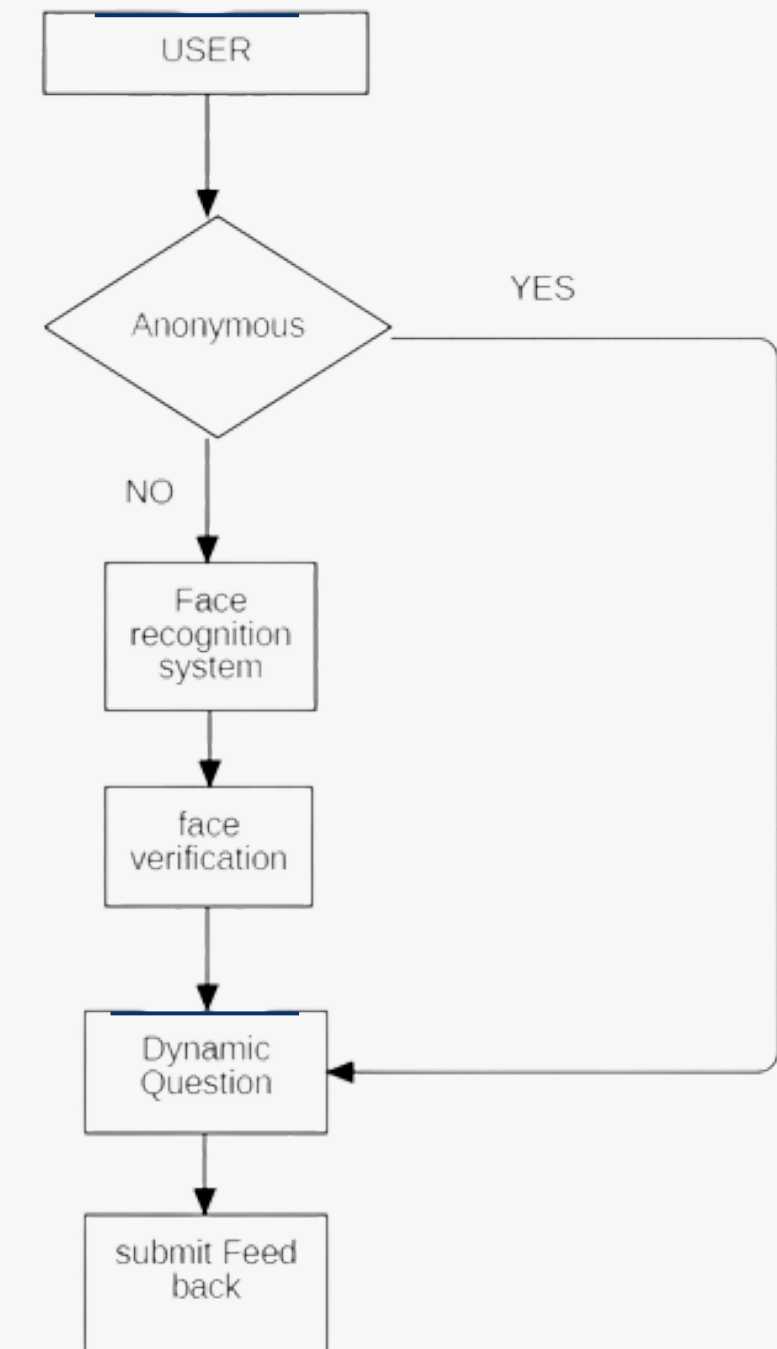 USER
Anonymous
YES
NO
Face
recognition
system
face
verification
Dynamic
Question
submit Feed
back